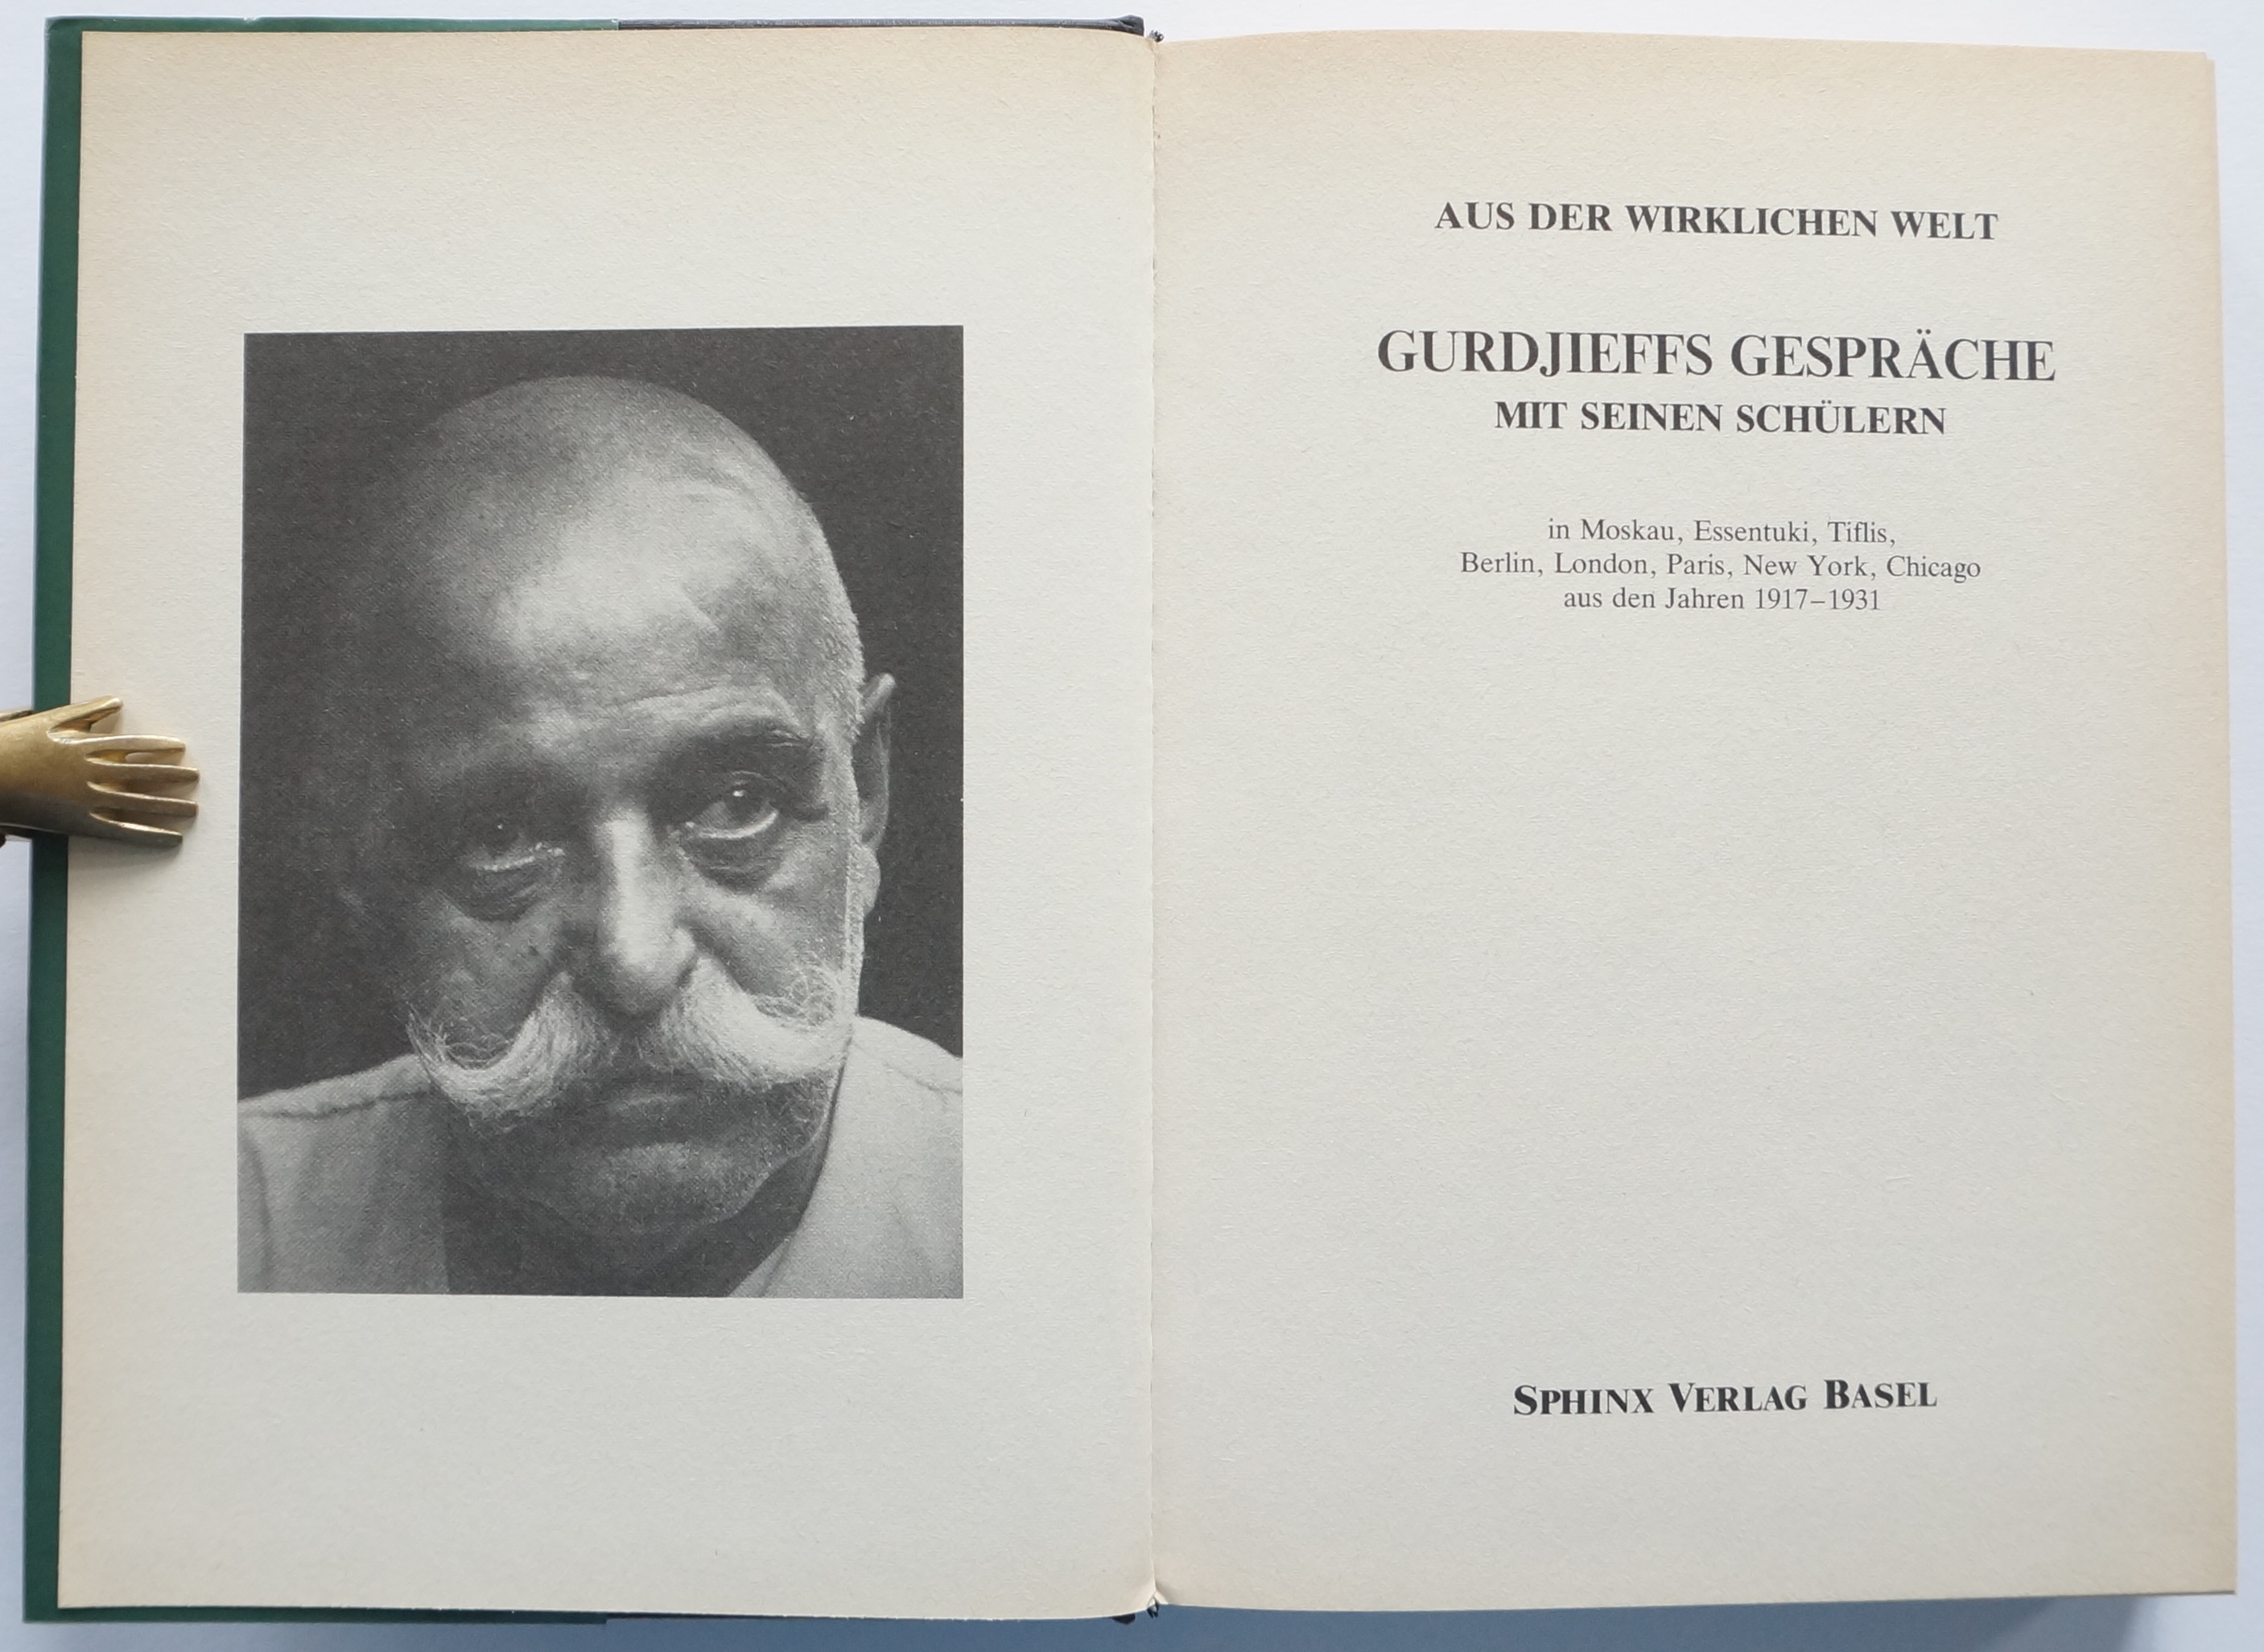 AUS DER WIRKLICHEN WELT
GURDJIEFFS GESPRÄCHE
MIT SEINEN SCHÜLERN
in Moskau, Essentuki, Tiflis,
Berlin, London, Paris, New York, Chicago
aus den Jahren 1917–1931
SPHINX VERLAG BASEL